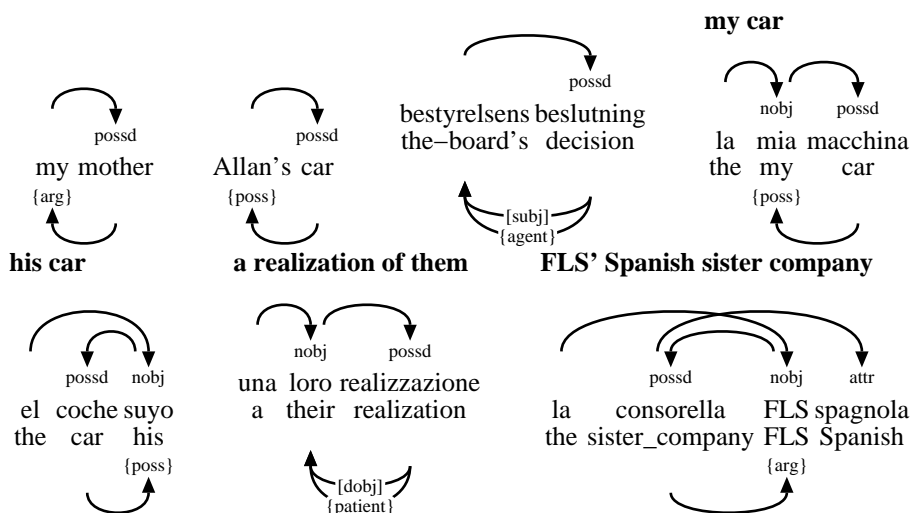 my car
possd
my mother
{arg}
possd
Allan's car
{poss}
possd
bestyrelsens beslutning
the−board's decision
[subj]
{agent}
nobj possd
la mia macchina
the my car
{poss}
his car
a realization of them
FLS' Spanish sister company
possd nobj
el coche suyo
the car his
{poss}
nobj possd
una loro realizzazione
a their realization
[dobj]
{patient}
possd nobj attr
la consorella FLS spagnola
the sister_company FLS Spanish
{arg}